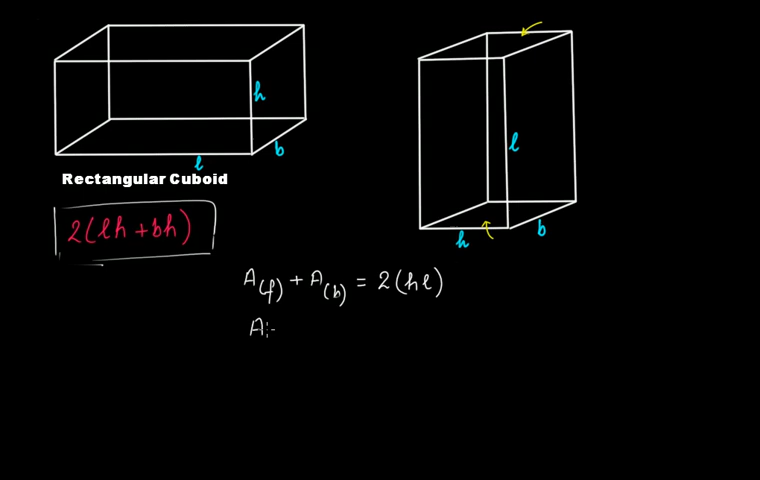 h
l
b
Rectangular Cuboid
2(lh + bh)
l
h
b
A(f) + A(b) = 2(hl)
A